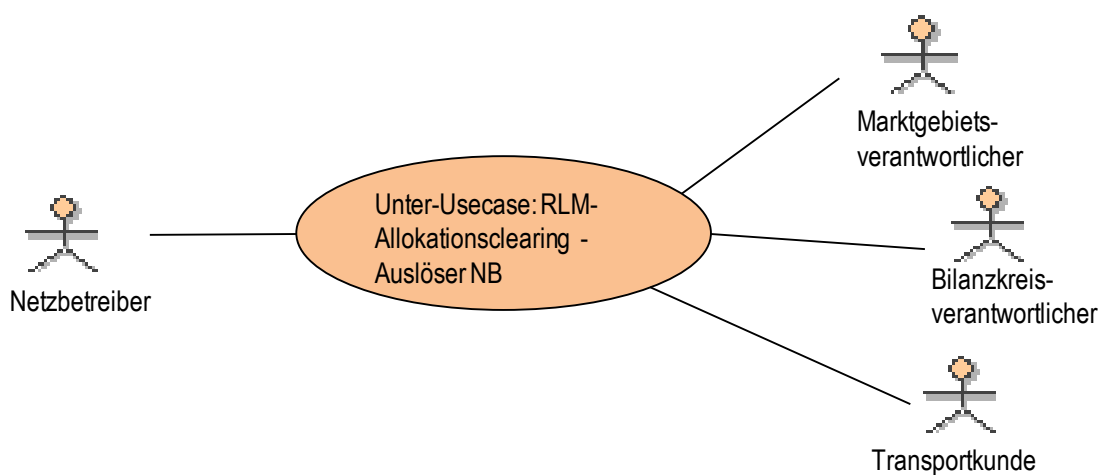 Marktgebiets-
verantwortlicher
Unter-Usecase: RLM-
Allokationsclearing -
Auslöser NB
Netzbetreiber
Bilanzkreis-
verantwortlicher
Transportkunde